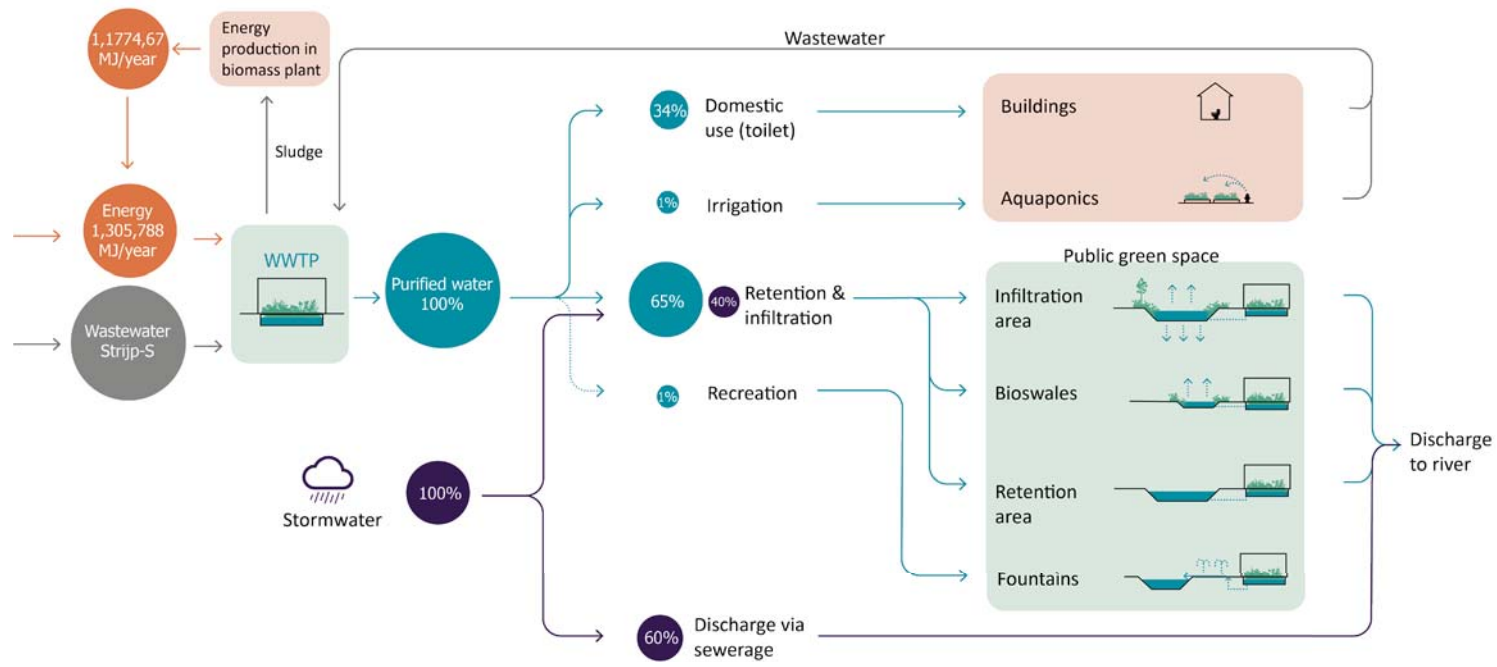 1,1774,67
MJ/year
Energy
production in
biomass plant
Wastewater
Sludge
Energy
1,305,788
MJ/year
Wastewater
Strijp-S
WWTP
Purified water
100%
34%
Domestic
use (toilet)
1%
Irrigation
65%
40%
Retention &
infiltration
1%
Recreation
Stormwater
100%
60%
Discharge via
sewerage
Buildings
Aquaponics
Public green space
Infiltration
area
Bioswales
Retention
area
Fountains
Discharge
to river